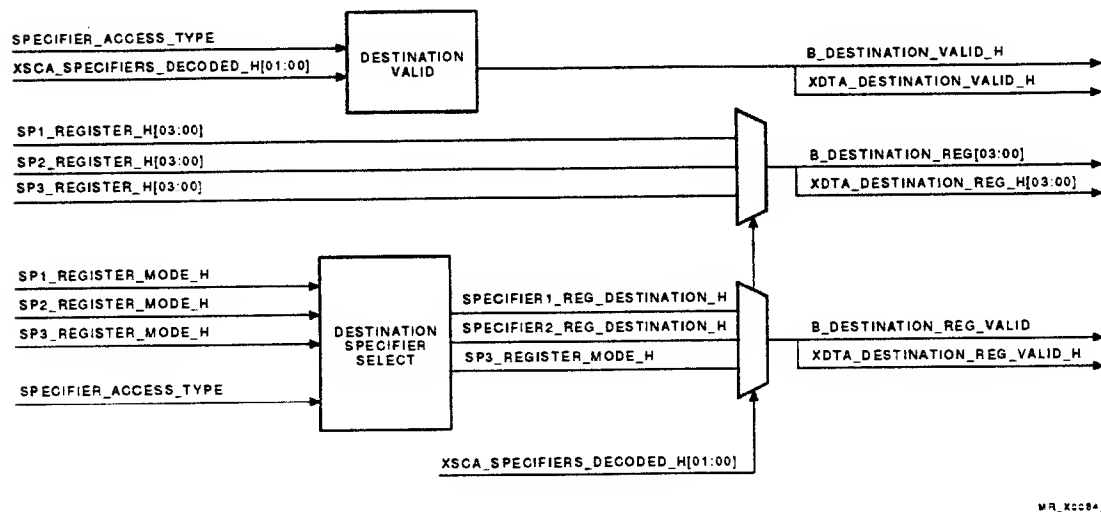 SPECIFIER_ACCESS_TYPE
XSCA_SPECIFIERS_DECODED_H[01:00]
DESTINATION
VALID
B_DESTINATION_VALID_H
XDTA_DESTINATION_VALID_H
SP1_REGISTER_H[03:00]
SP2_REGISTER_H[03:00]
SP3_REGISTER_H[03:00]
B_DESTINATION_REG[03:00]
XDTA_DESTINATION_REG_H[03:00]
SP1_REGISTER_MODE_H
SP2_REGISTER_MODE_H
SP3_REGISTER_MODE_H
SPECIFIER_ACCESS_TYPE
DESTINATION
SPECIFIER
SELECT
SPECIFIER1_REG_DESTINATION_H
SPECIFIER2_REG_DESTINATION_H
SP3_REGISTER_MODE_H
B_DESTINATION_REG_VALID
XDTA_DESTINATION_REG_VALID_H
XSCA_SPECIFIERS_DECODED_H[01:00]